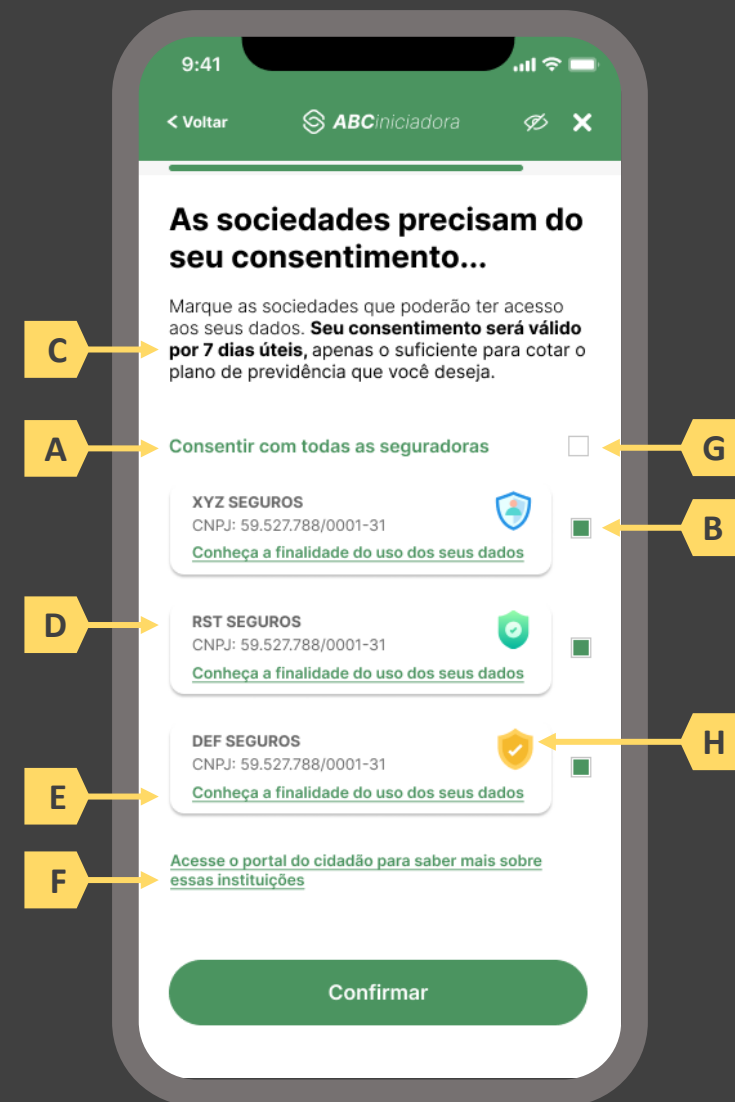 9:41
< Voltar
ABCiniciadora
As sociedades precisam do
seu consentimento...
Marque as sociedades que poderão ter acesso
aos seus dados. Seu consentimento será válido
C
por 7 dias úteis, apenas o suficiente para cotar o
plano de previdência que você deseja.
A
Consentir com todas as seguradoras
G
XYZ SEGUROS
CNPJ: 59.527.788/0001-31
B
Conheça a finalidade do uso dos seus dados
D
RST SEGUROS
CNPJ: 59.527.788/0001-31
Conheça a finalidade do uso dos seus dados
DEF SEGUROS
H
CNPJ: 59.527.788/0001-31
E
Conheça a finalidade do uso dos seus dados
Acesse o portal do cidadão para saber mais sobre
F
essas instituições
Confirmar